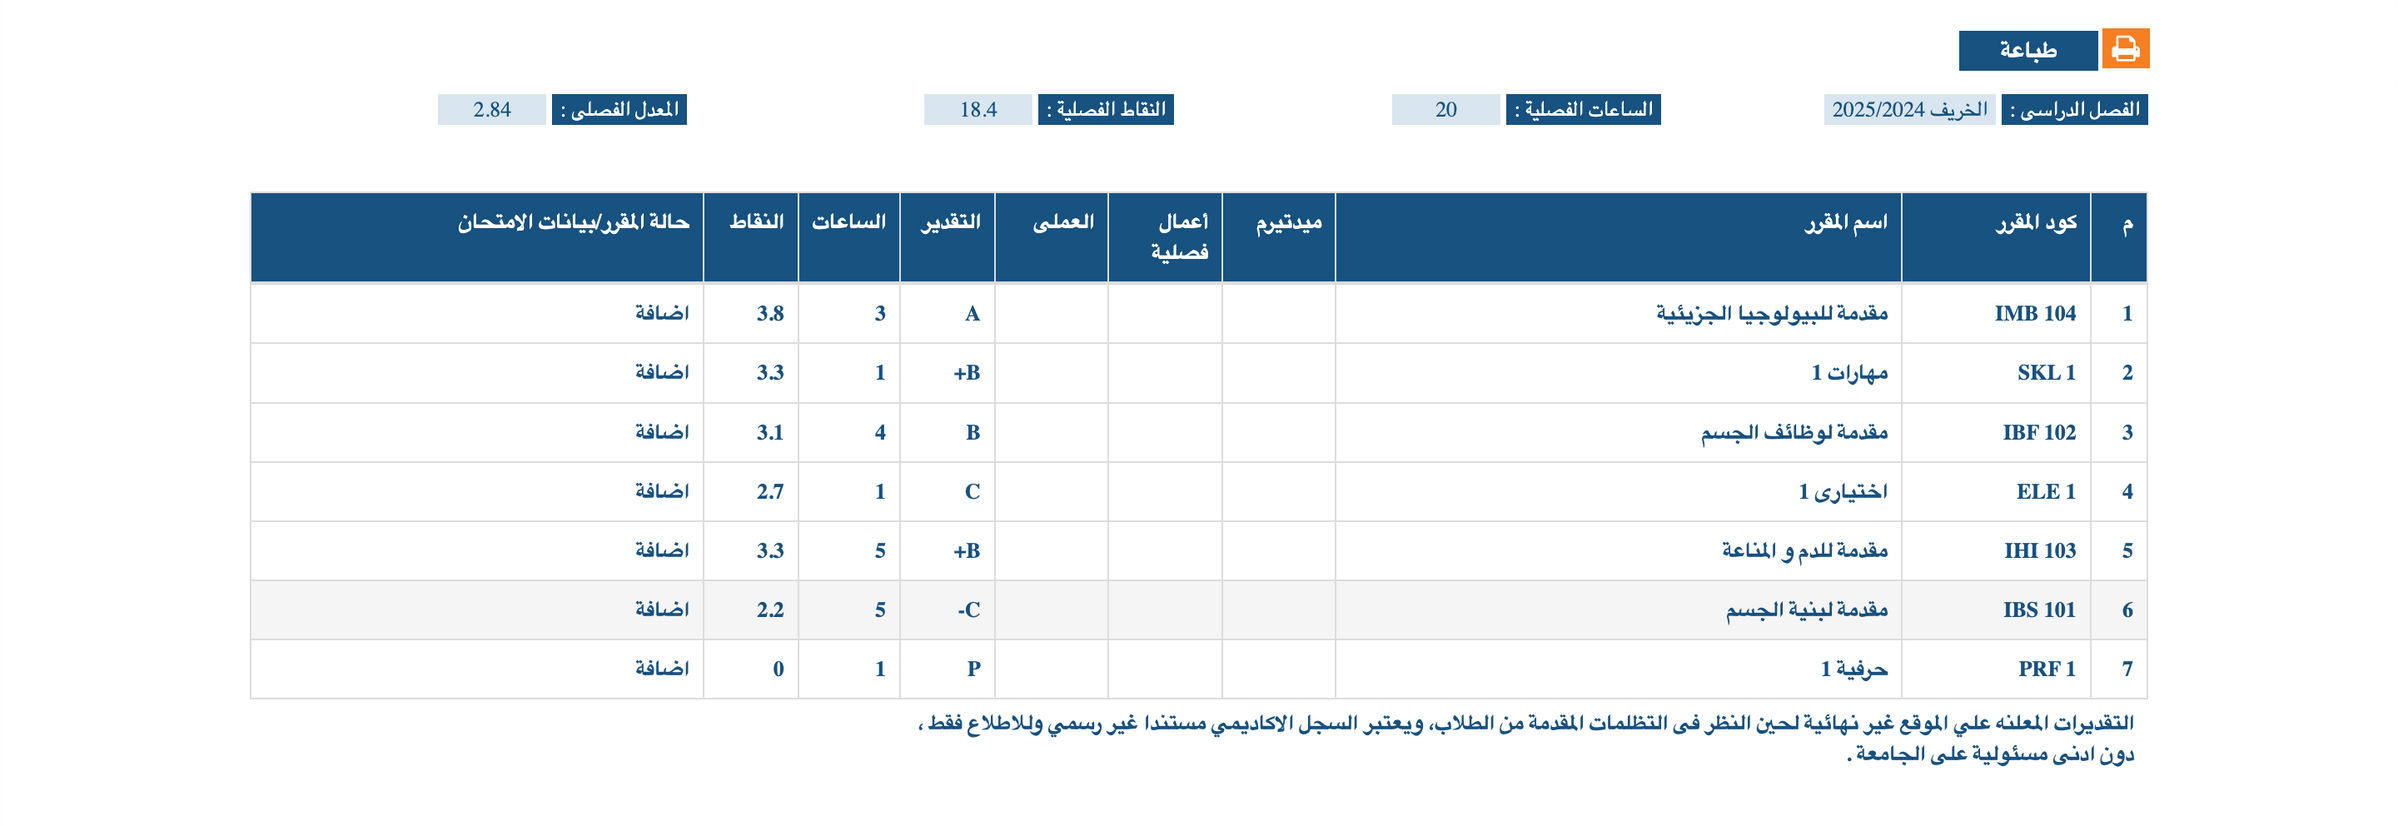 طباعة
الفصل الدراسى : الخريف 2025/2024 الساعات الفصلية : 20 النقاط الفصلية : 18.4 المعدل الفصلى : 2.84
م كود المقرر اسم المقرر ميدتيرم أعمال فصلية العملى التقدير الساعات النقاط حالة المقرر/بيانات الامتحان
1 IMB 104 مقدمة للبيولوجيا الجزيئية A 3 3.8 اضافة
2 SKL 1 مهارات 1 B+ 1 3.3 اضافة
3 IBF 102 مقدمة لوظائف الجسم B 4 3.1 اضافة
4 ELE 1 اختيارى 1 C 1 2.7 اضافة
5 IHI 103 مقدمة للدم و المناعة B+ 5 3.3 اضافة
6 IBS 101 مقدمة لبنية الجسم C- 5 2.2 اضافة
7 PRF 1 حرفية 1 P 1 0 اضافة
التقديرات المعلنه علي الموقع غير نهائية لحين النظر فى التظلمات المقدمة من الطلاب، ويعتبر السجل الاكاديمي مستندا غير رسمي وللاطلاع فقط ،
دون ادنى مسئولية على الجامعة .